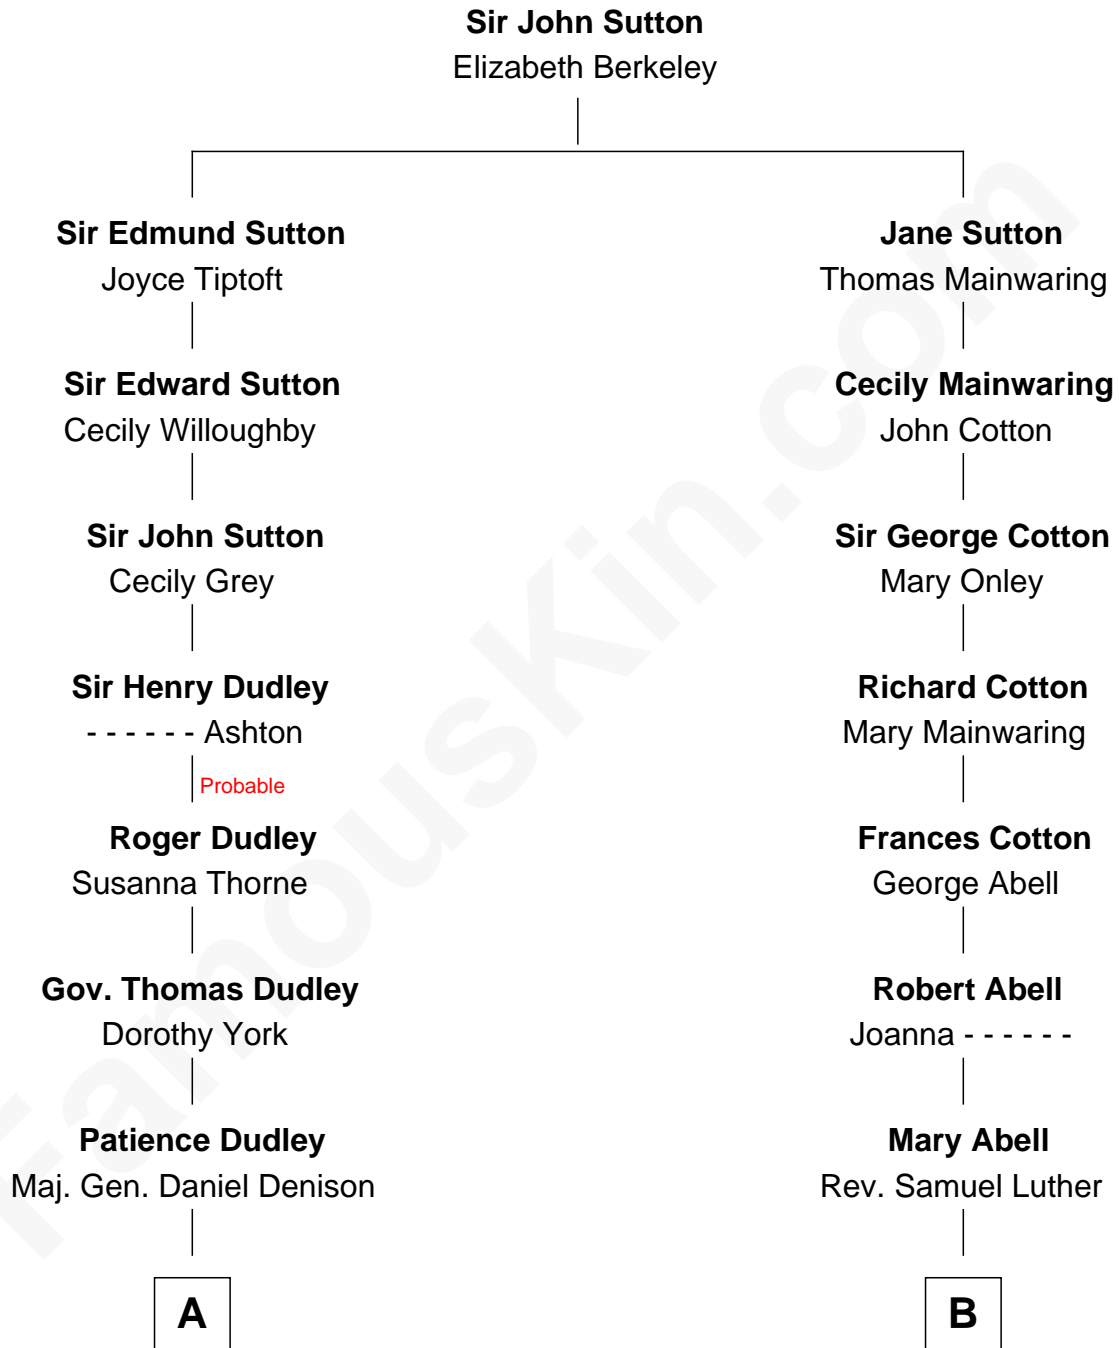 Sir John Sutton
Elizabeth Berkeley
Sir Edmund Sutton
Joyce Tiptoft
Jane Sutton
Thomas Mainwaring
Sir Edward Sutton
Cecily Willoughby
Cecily Mainwaring
John Cotton
Sir John Sutton
Cecily Grey
Sir George Cotton
Mary Onley
Sir Henry Dudley
- - - - - - Ashton
Richard Cotton
Mary Mainwaring
Probable
Roger Dudley
Susanna Thorne
Frances Cotton
George Abell
Gov. Thomas Dudley
Dorothy York
Robert Abell
Joanna - - - - - -
Patience Dudley
Maj. Gen. Daniel Denison
Mary Abell
Rev. Samuel Luther
A
B
FamousKin.com